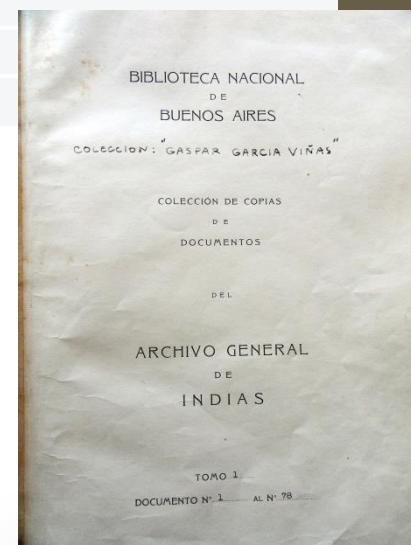 BIBLIOTECA NACIONAL
DE
BUENOS AIRES
COLECCION: "GASPAR GARCIA VIÑAS"
COLECCIÓN DE COPIAS
DE
DOCUMENTOS
DEL
ARCHIVO GENERAL
DE
INDIAS
TOMO 1
DOCUMENTO Nº 1 AL Nº 78